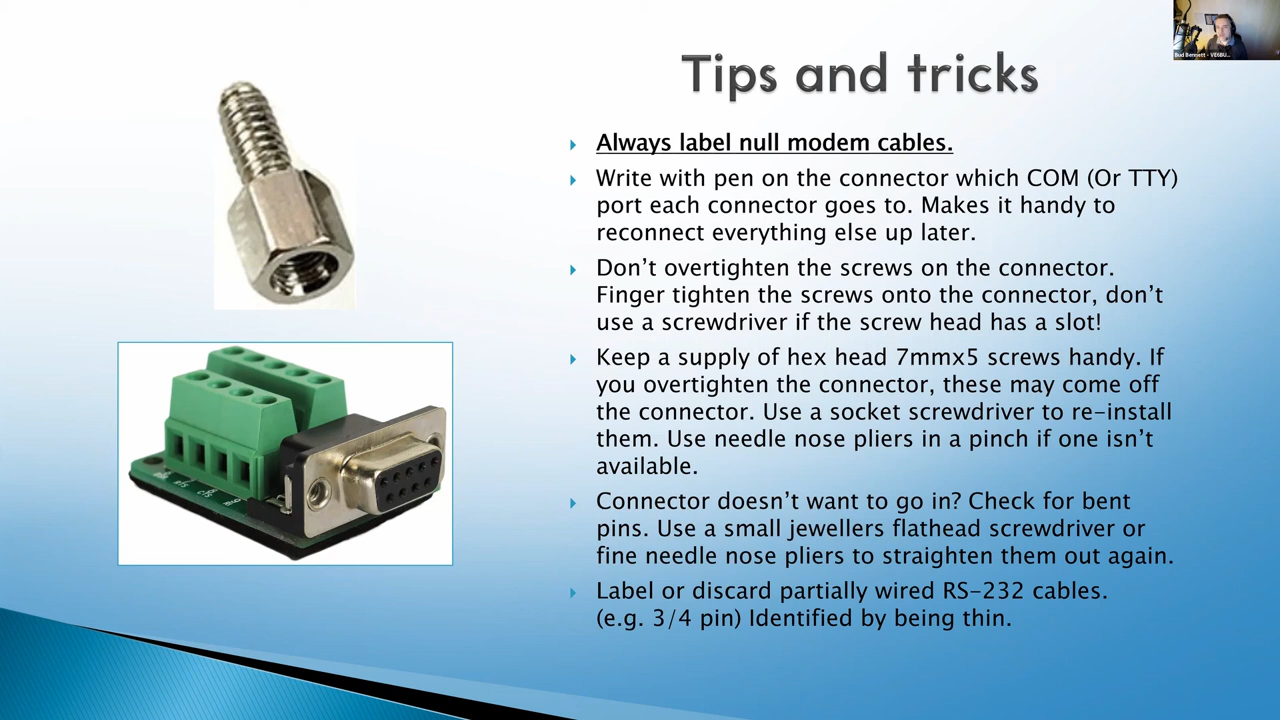 Bud Bennett - VE6BU...
Tips and tricks
Always label null modem cables.
Write with pen on the connector which COM (Or TTY)
port each connector goes to. Makes it handy to
reconnect everything else up later.
Don’t overtighten the screws on the connector.
Finger tighten the screws onto the connector, don’t
use a screwdriver if the screw head has a slot!
Keep a supply of hex head 7mmx5 screws handy. If
you overtighten the connector, these may come off
the connector. Use a socket screwdriver to re-install
them. Use needle nose pliers in a pinch if one isn’t
available.
Connector doesn’t want to go in? Check for bent
pins. Use a small jewellers flathead screwdriver or
fine needle nose pliers to straighten them out again.
Label or discard partially wired RS-232 cables.
(e.g. 3/4 pin) Identified by being thin.